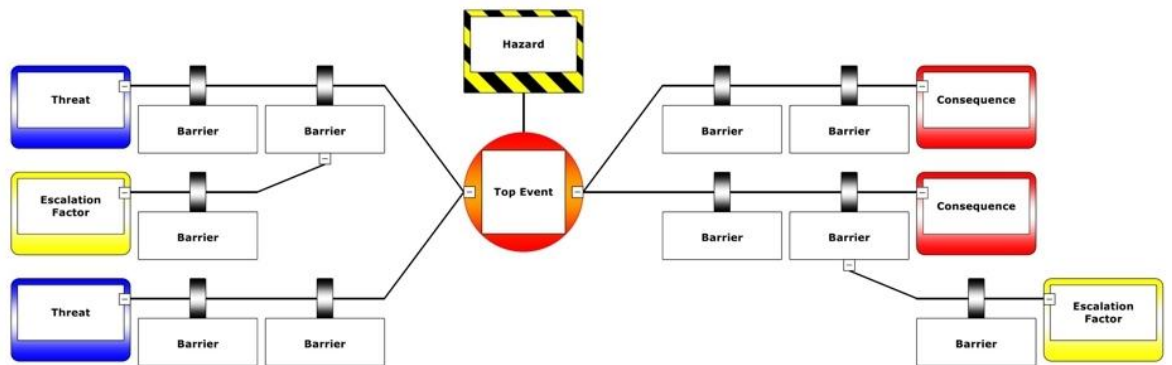 Hazard
Threat
Barrier
Barrier
Barrier
Barrier
Consequence
Top Event
Escalation
Factor
Barrier
Barrier
Barrier
Consequence
Threat
Barrier
Barrier
Barrier
Escalation
Factor